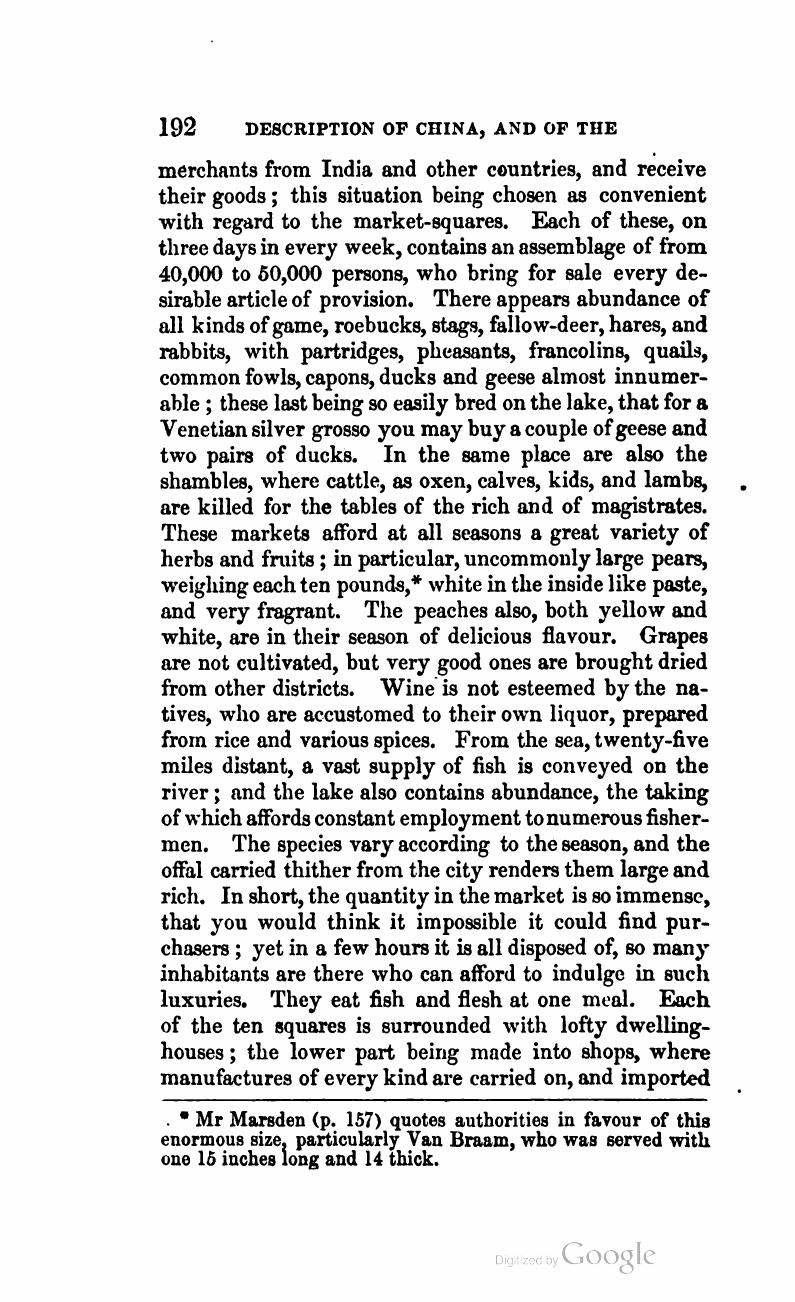 192 DESCRIPTION OF CHINA, AND OF THE
merchants from India and other countries, and receive
their goods; this situation being chosen as convenient
with regard to the market-squares. Each of these, on
three days in every week, contains an assemblage of from
40,000 to 50,000 persons, who bring for sale every de-
sirable article of provision. There appears abundance of
all kinds of game, roebucks, stags, fallow-deer, hares, and
rabbits, with partridges, pheasants, francolins, quails,
common fowls, capons, ducks and geese almost innumer-
able; these last being so easily bred on the lake, that for a
Venetian silver grosso you may buy a couple of geese and
two pairs of ducks. In the same place are also the
shambles, where cattle, as oxen, calves, kids, and lambs,
are killed for the tables of the rich and of magistrates.
These markets afford at all seasons a great variety of
herbs and fruits; in particular, uncommonly large pears,
weighing each ten pounds,* white in the inside like paste,
and very fragrant. The peaches also, both yellow and
white, are in their season of delicious flavour. Grapes
are not cultivated, but very good ones are brought dried
from other districts. Wine is not esteemed by the na-
tives, who are accustomed to their own liquor, prepared
from rice and various spices. From the sea, twenty-five
miles distant, a vast supply of fish is conveyed on the
river; and the lake also contains abundance, the taking
of which affords constant employment to numerous fisher-
men. The species vary according to the season, and the
offal carried thither from the city renders them large and
rich. In short, the quantity in the market is so immense,
that you would think it impossible it could find pur-
chasers; yet in a few hours it is all disposed of, so many
inhabitants are there who can afford to indulge in such
luxuries. They eat fish and flesh at one meal. Each
of the ten squares is surrounded with lofty dwelling-
houses; the lower part being made into shops, where
manufactures of every kind are carried on, and imported
* Mr Marsden (p. 157) quotes authorities in favour of this
enormous size, particularly Van Braam, who was served with
one 15 inches long and 14 thick.
Digitized by Google